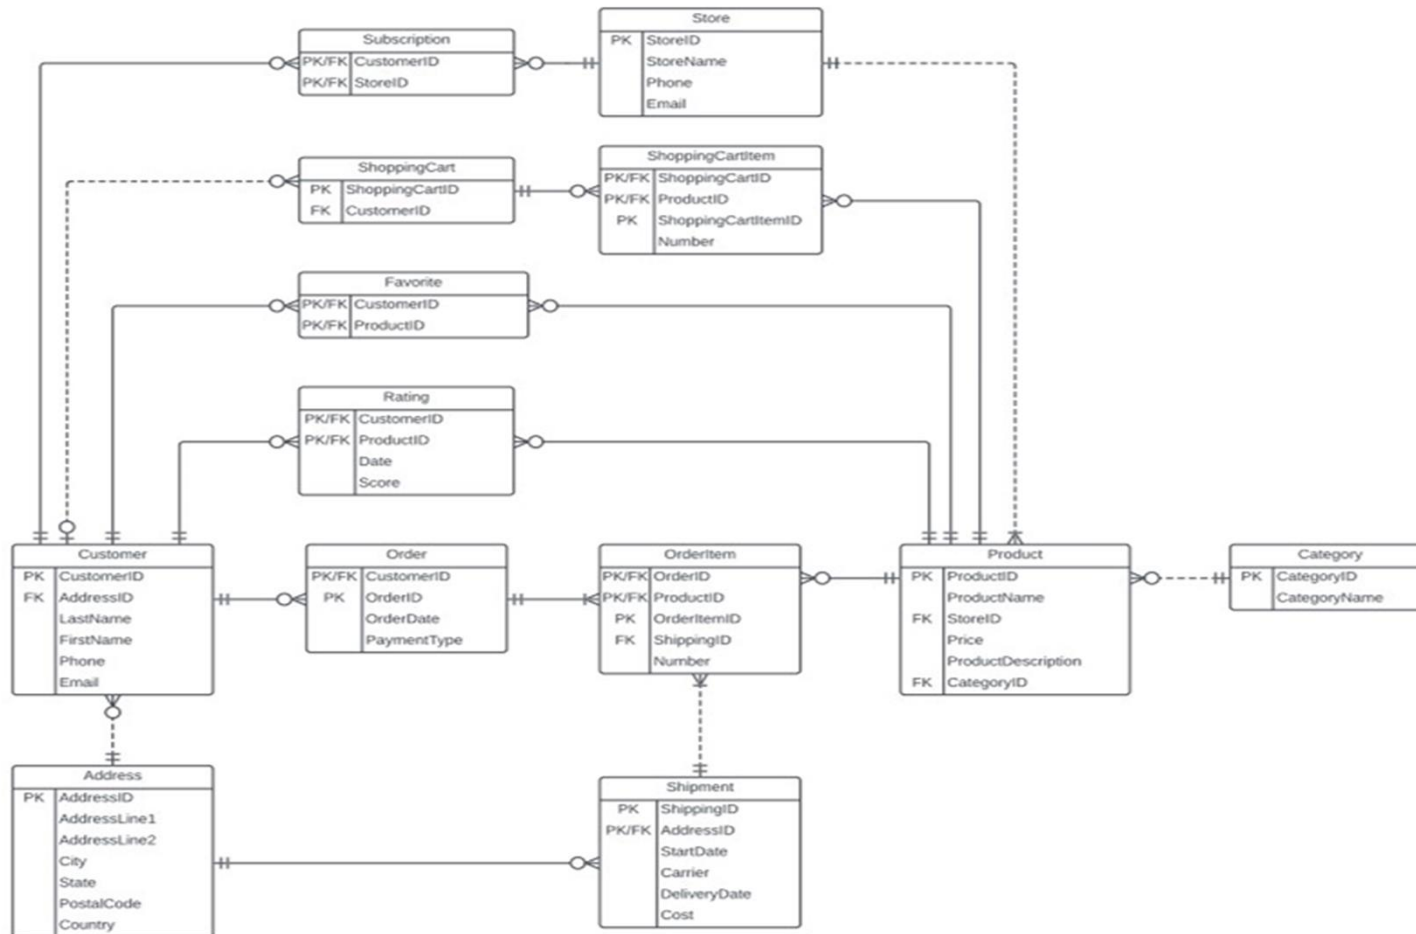 Store
PK StoreID
StoreName
Phone
Email
Subscription
PK/FK CustomerID
PK/FK StoreID
ShoppingCart
PK ShoppingCartID
FK CustomerID
ShoppingCartItem
PK/FK ShoppingCartID
PK/FK ProductID
PK ShoppingCartItemID
Number
Favorite
PK/FK CustomerID
PK/FK ProductID
Rating
PK/FK CustomerID
PK/FK ProductID
Date
Score
Customer
PK CustomerID
FK AddressID
LastName
FirstName
Phone
Email
Order
PK/FK CustomerID
PK OrderID
OrderDate
PaymentType
OrderItem
PK/FK OrderID
PK/FK ProductID
PK OrderItemID
FK ShippingID
Number
Product
PK ProductID
ProductName
FK StoreID
Price
ProductDescription
FK CategoryID
Category
PK CategoryID
CategoryName
Address
PK AddressID
AddressLine1
AddressLine2
City
State
PostalCode
Country
Shipment
PK ShippingID
PK/FK AddressID
StartDate
Carrier
DeliveryDate
Cost